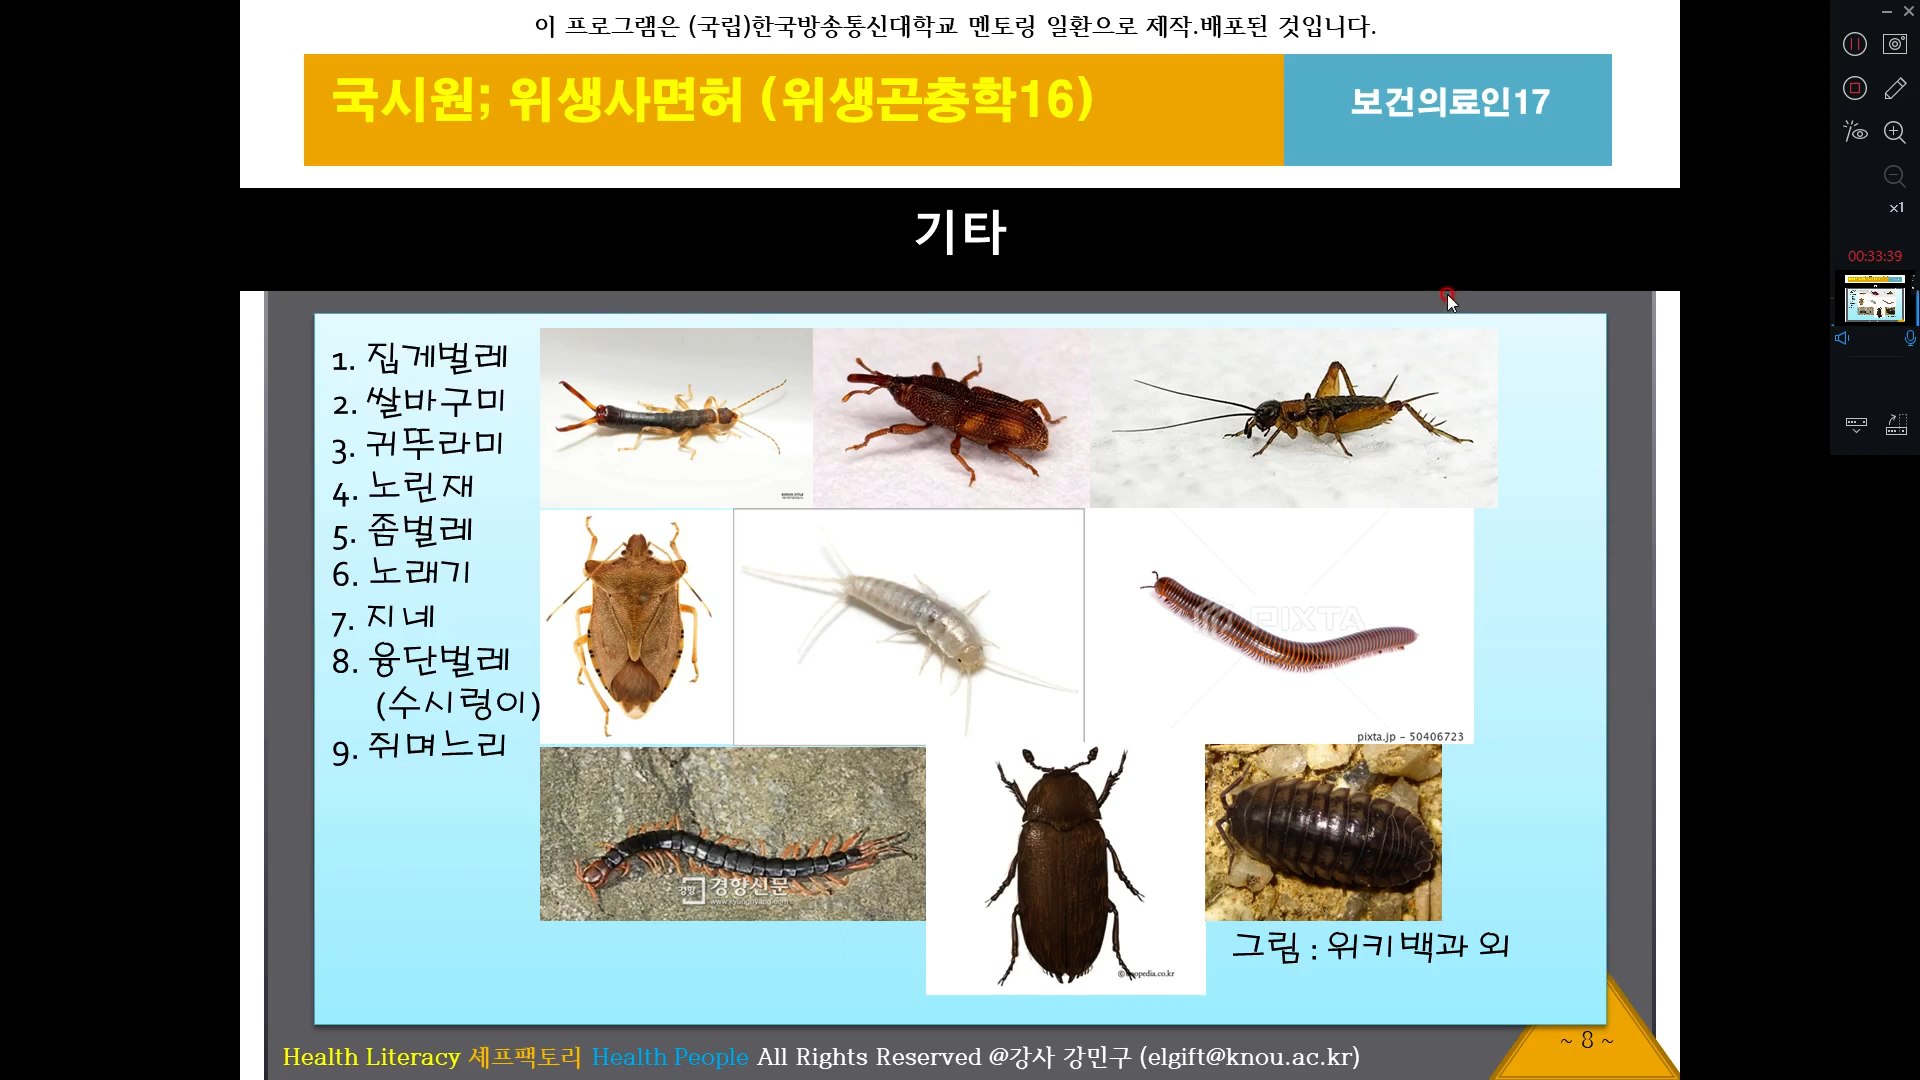 이 프로그램은 (국립)한국방송통신대학교 멘토링 일환으로 제작.배포된 것입니다.
국시원; 위생사면허 (위생곤충학16)
보건의료인17
기타
1. 집게벌레
2. 쌀바구미
3. 귀뚜라미
4. 노린재
5. 좀벌레
6. 노래기
7. 지네
8. 융단벌레
(수시렁이)
9. 쥐며느리
PIXTA
pixta.jp - 50406723
경향신문
www.kyunghyang.com
그림 : 위키백과 외
~ 8 ~
Health Literacy 셰프팩토리 Health People All Rights Reserved @강사 강민구 (elgift@knou.ac.kr)
x1
00:33:39